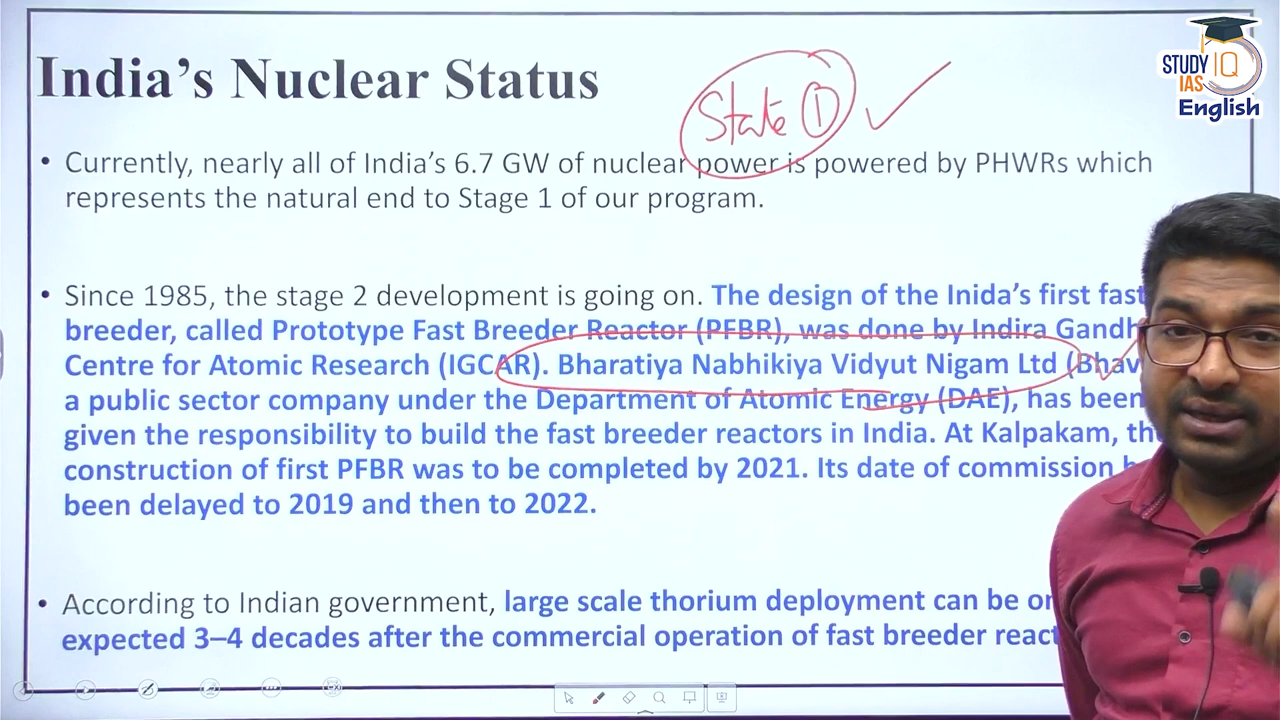 India's Nuclear Status
State ①
STUDY IQ
IAS
English
• Currently, nearly all of India's 6.7 GW of nuclear power is powered by PHWRs which
represents the natural end to Stage 1 of our program.
• Since 1985, the stage 2 development is going on. The design of the Inida's first fast
breeder, called Prototype Fast Breeder Reactor (PFBR), was done by Indira Gandh
Centre for Atomic Research (IGCAR). Bharatiya Nabhikiya Vidyut Nigam Ltd (Bhav
a public sector company under the Department of Atomic Energy (DAE), has been
given the responsibility to build the fast breeder reactors in India. At Kalpakam, th
construction of first PFBR was to be completed by 2021. Its date of commission
been delayed to 2019 and then to 2022.
• According to Indian government, large scale thorium deployment can be
expected 3–4 decades after the commercial operation of fast breeder react